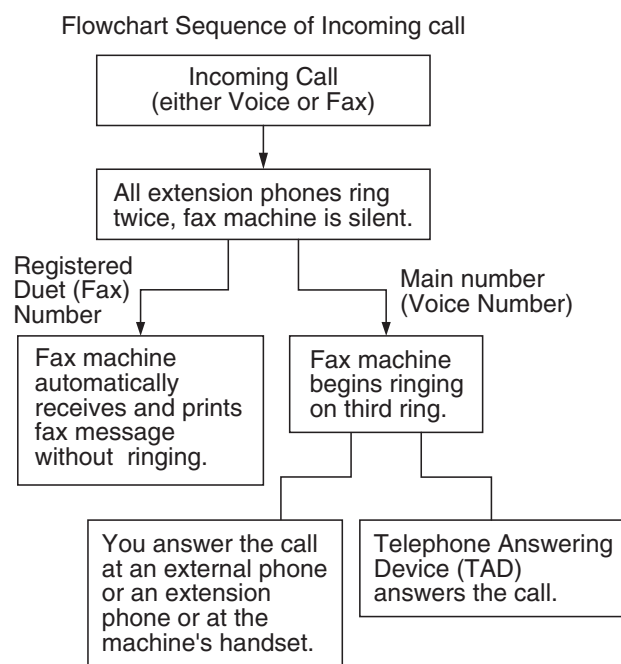 Flowchart Sequence of Incoming call
Incoming Call
(either Voice or Fax)
All extension phones ring
twice, fax machine is silent.
Registered
Duet (Fax)
Number
Main number
(Voice Number)
Fax machine
automatically
receives and prints
fax message
without ringing.
Fax machine
begins ringing
on third ring.
You answer the call
at an external phone
or an extension
phone or at the
machine's handset.
Telephone Answering
Device (TAD)
answers the call.